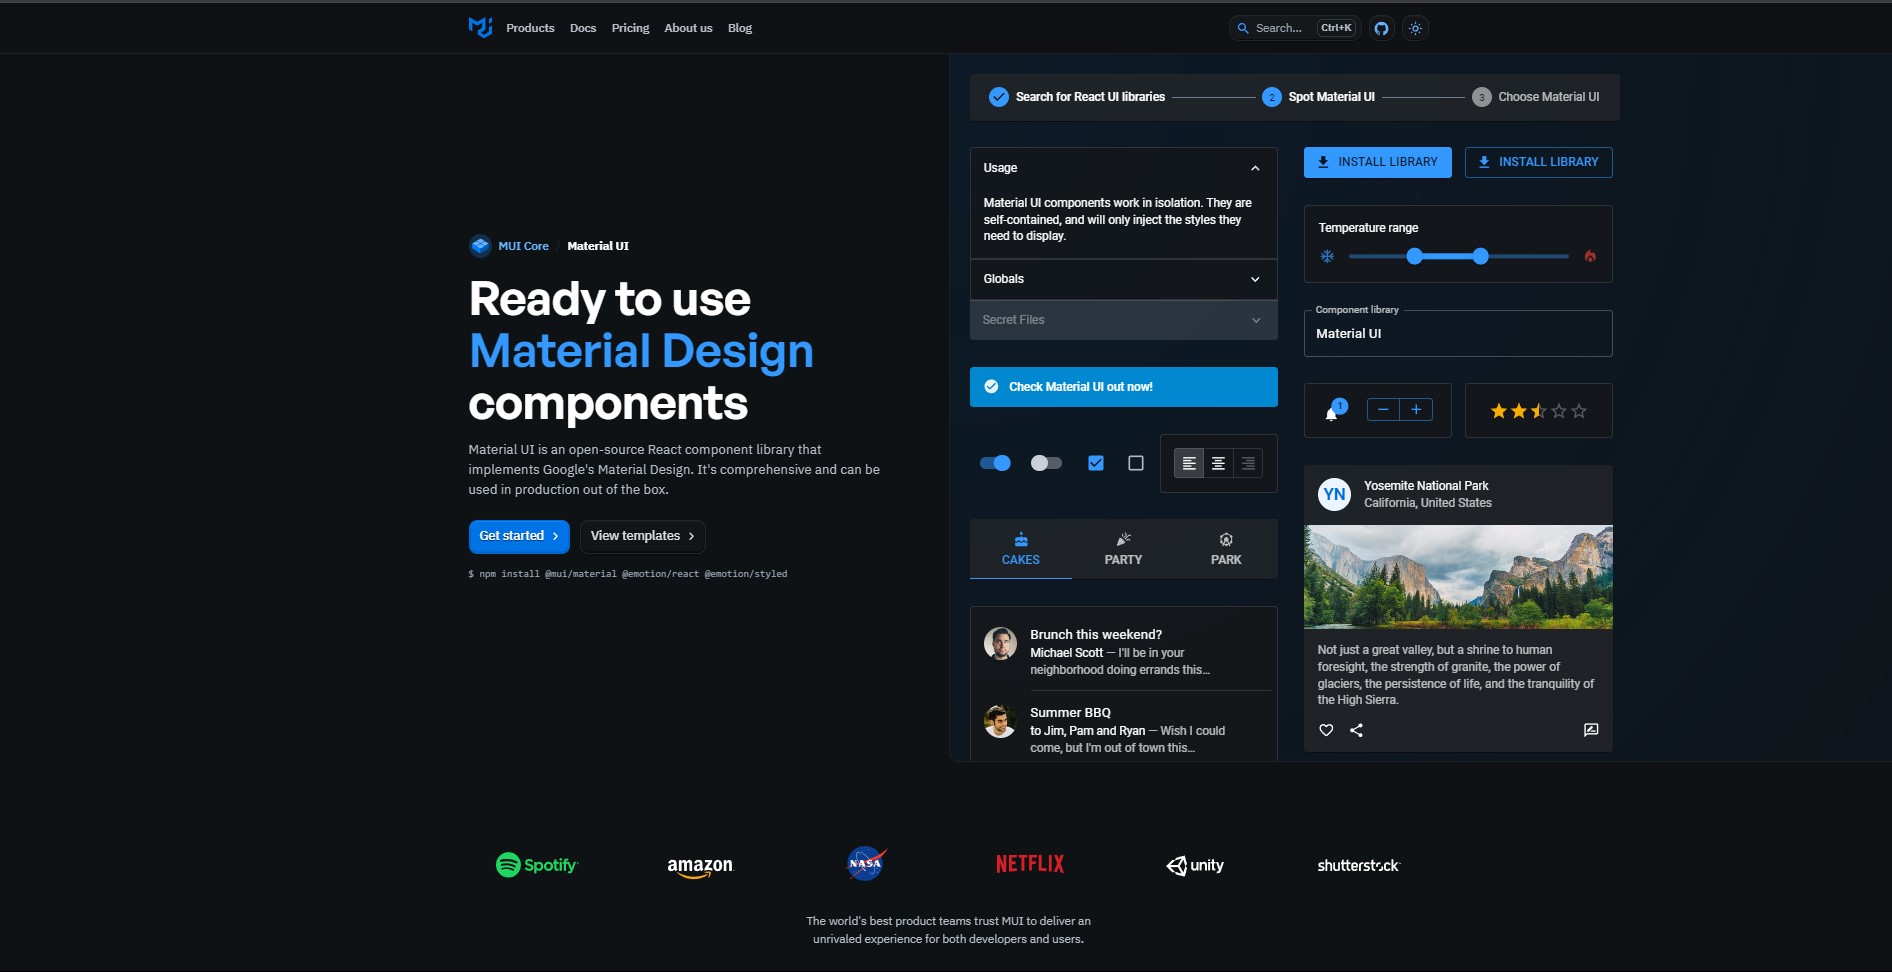 Products Docs Pricing About us Blog
Search... Ctrl+K
MUI Core / Material UI
Ready to use
Material Design
components
Material UI is an open-source React component library that
implements Google's Material Design. It's comprehensive and can be
used in production out of the box.
Get started View templates
$ npm install @mui/material @emotion/react @emotion/styled
Search for React UI libraries 2 Spot Material UI 3 Choose Material UI
Usage
Material UI components work in isolation. They are
self-contained, and will only inject the styles they
need to display.
Globals
Secret Files
Check Material UI out now!
CAKES PARTY PARK
Brunch this weekend?
Michael Scott — I'll be in your
neighborhood doing errands this…
Summer BBQ
to Jim, Pam and Ryan — Wish I could
come, but I'm out of town this…
INSTALL LIBRARY INSTALL LIBRARY
Temperature range
Component library
Material UI
1
YN
Yosemite National Park
California, United States
Not just a great valley, but a shrine to human
foresight, the strength of granite, the power of
glaciers, the persistence of life, and the tranquility of
the High Sierra.
Spotify amazon NASA NETFLIX unity shutterstock
The world's best product teams trust MUI to deliver an
unrivaled experience for both developers and users.